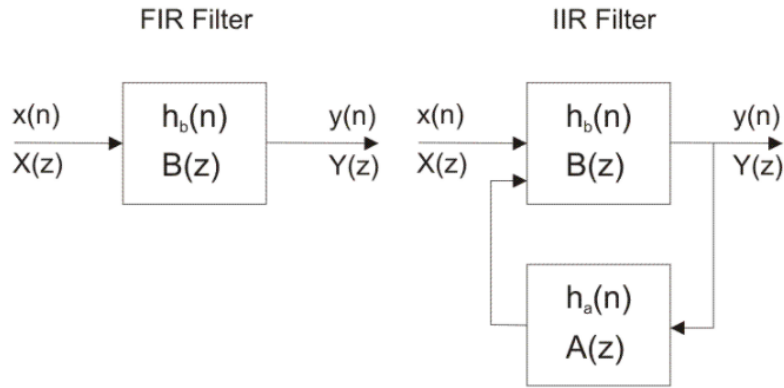 FIR Filter
x(n)
X(z)
h_b(n)
B(z)
y(n)
Y(z)
IIR Filter
x(n)
X(z)
h_b(n)
B(z)
y(n)
Y(z)
h_a(n)
A(z)